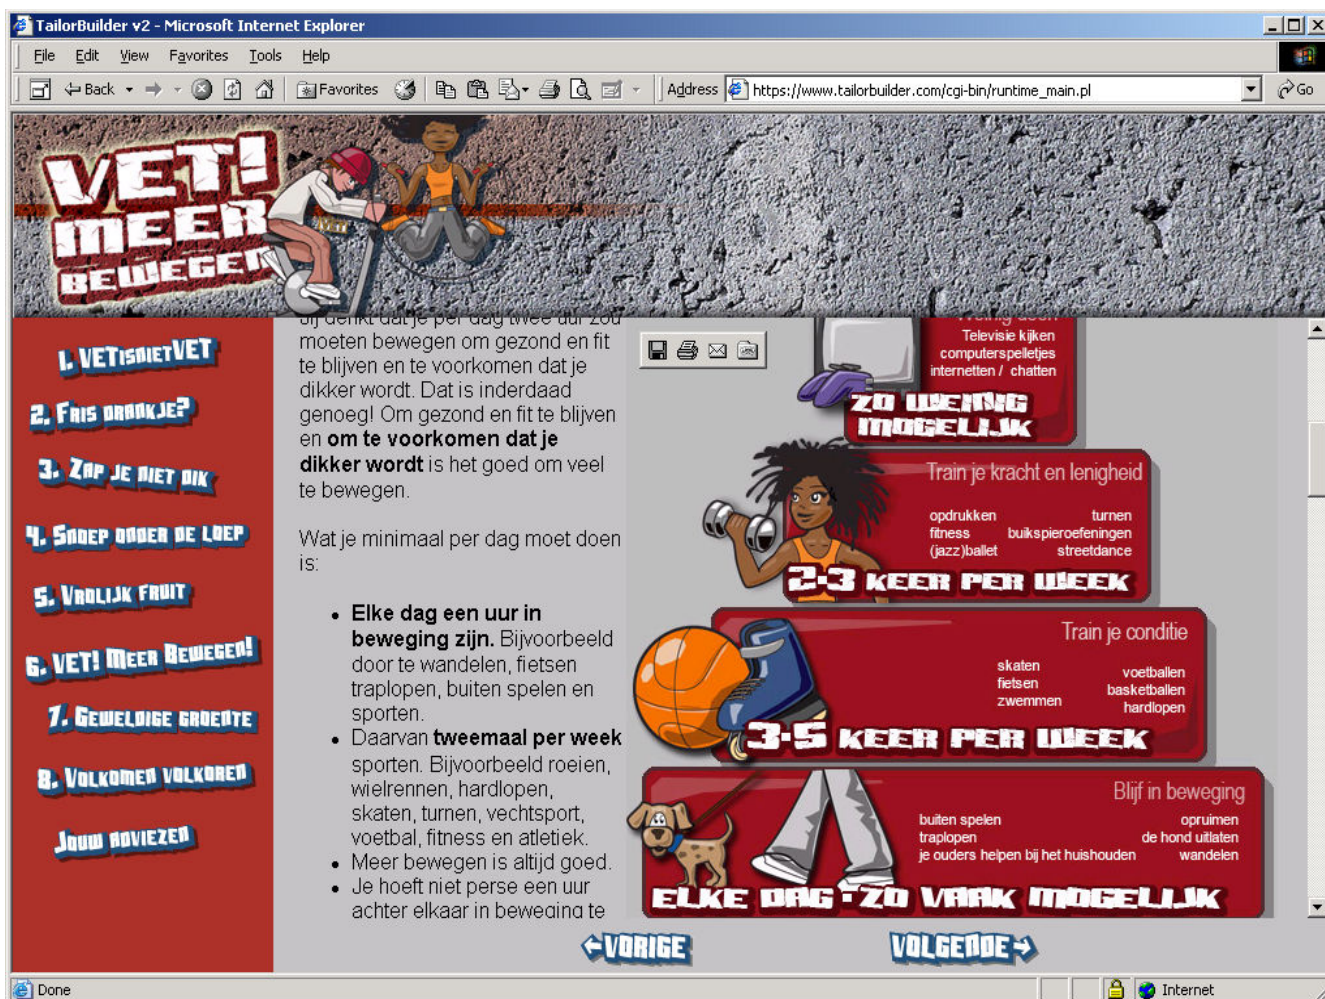 TailorBuilder v2 - Microsoft Internet Explorer
File Edit View Favorites Tools Help
Back Favorites Address https://www.tailorbuilder.com/cgi-bin/runtime_main.pl Go
VET!
MEER
BEWEGEN
VET
1. VETISNIETVET
2. FRIS DRANKJE?
3. ZAP JE NIET DIK
4. SNOEP ONDER DE LOEP
5. VROLIJK FRUIT
6. VET! MEER BEWEGEN!
7. GEWELDIGE GROENTE
8. VOLKOMEN VOLKOREN
JOUW ADVIEZEN
Jij denkt dat je per dag twee uur zou
moeten bewegen om gezond en fit
te blijven en te voorkomen dat je
dikker wordt. Dat is inderdaad
genoeg! Om gezond en fit te blijven
en om te voorkomen dat je
dikker wordt is het goed om veel
te bewegen.
Wat je minimaal per dag moet doen
is:
• Elke dag een uur in
beweging zijn. Bijvoorbeeld
door te wandelen, fietsen
traplopen, buiten spelen en
sporten.
• Daarvan tweemaal per week
sporten. Bijvoorbeeld roeien,
wielrennen, hardlopen,
skaten, turnen, vechtsport,
voetbal, fitness en atletiek.
• Meer bewegen is altijd goed.
• Je hoeft niet perse een uur
achter elkaar in beweging te
Televisie kijken
computerspelletjes
internetten / chatten
ZO WEINIG
MOGELIJK
Train je kracht en lenigheid
opdrukken turnen
fitness buikspieroefeningen
(jazz)ballet streetdance
2-3 KEER PER WEEK
Train je conditie
skaten voetballen
fietsen basketballen
zwemmen hardlopen
3-5 KEER PER WEEK
Blijf in beweging
buiten spelen opruimen
traplopen de hond uitlaten
je ouders helpen bij het huishouden wandelen
ELKE DAG - ZO VAAK MOGELIJK
VORIGE VOLGENDE
Done Internet